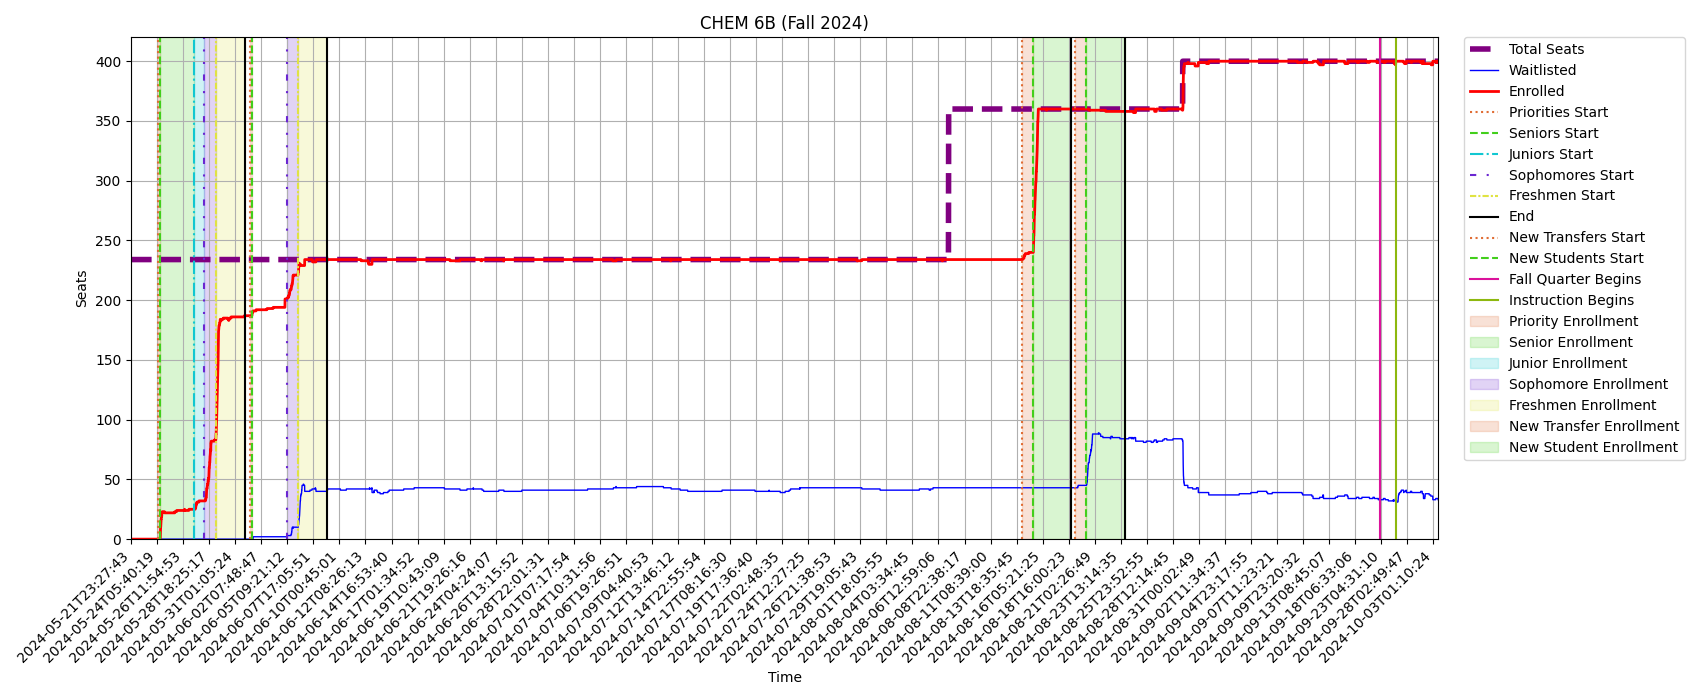 CHEM 6B (Fall 2024)
Seats
400
350
300
250
200
150
100
50
0
2024-05-21T23:27:43
2024-05-24T05:40:19
2024-05-26T11:54:53
2024-05-28T18:25:17
2024-05-31T01:05:24
2024-06-02T07:48:47
2024-06-05T09:21:12
2024-06-07T17:05:51
2024-06-10T00:45:01
2024-06-12T08:26:13
2024-06-14T16:53:40
2024-06-17T01:34:52
2024-06-19T10:43:09
2024-06-21T19:26:16
2024-06-24T04:24:07
2024-06-26T13:15:52
2024-06-28T22:01:31
2024-07-01T07:17:54
2024-07-04T10:31:56
2024-07-06T19:26:51
2024-07-09T04:40:53
2024-07-12T13:46:12
2024-07-14T22:55:54
2024-07-17T08:16:30
2024-07-19T17:36:40
2024-07-22T02:48:35
2024-07-24T12:27:25
2024-07-26T21:38:53
2024-07-29T19:05:43
2024-08-01T18:05:55
2024-08-04T03:34:45
2024-08-06T12:59:06
2024-08-08T22:38:17
2024-08-11T08:39:00
2024-08-13T18:35:45
2024-08-16T05:21:25
2024-08-18T16:00:23
2024-08-21T02:26:49
2024-08-23T13:14:35
2024-08-25T23:52:55
2024-08-28T12:14:45
2024-08-31T00:02:49
2024-09-02T11:34:37
2024-09-04T23:17:55
2024-09-07T11:23:21
2024-09-09T23:20:32
2024-09-13T08:45:07
2024-09-18T06:33:06
2024-09-23T04:31:10
2024-09-28T02:49:47
2024-10-03T01:10:24
Time
Total Seats
Waitlisted
Enrolled
Priorities Start
Seniors Start
Juniors Start
Sophomores Start
Freshmen Start
End
New Transfers Start
New Students Start
Fall Quarter Begins
Instruction Begins
Priority Enrollment
Senior Enrollment
Junior Enrollment
Sophomore Enrollment
Freshmen Enrollment
New Transfer Enrollment
New Student Enrollment